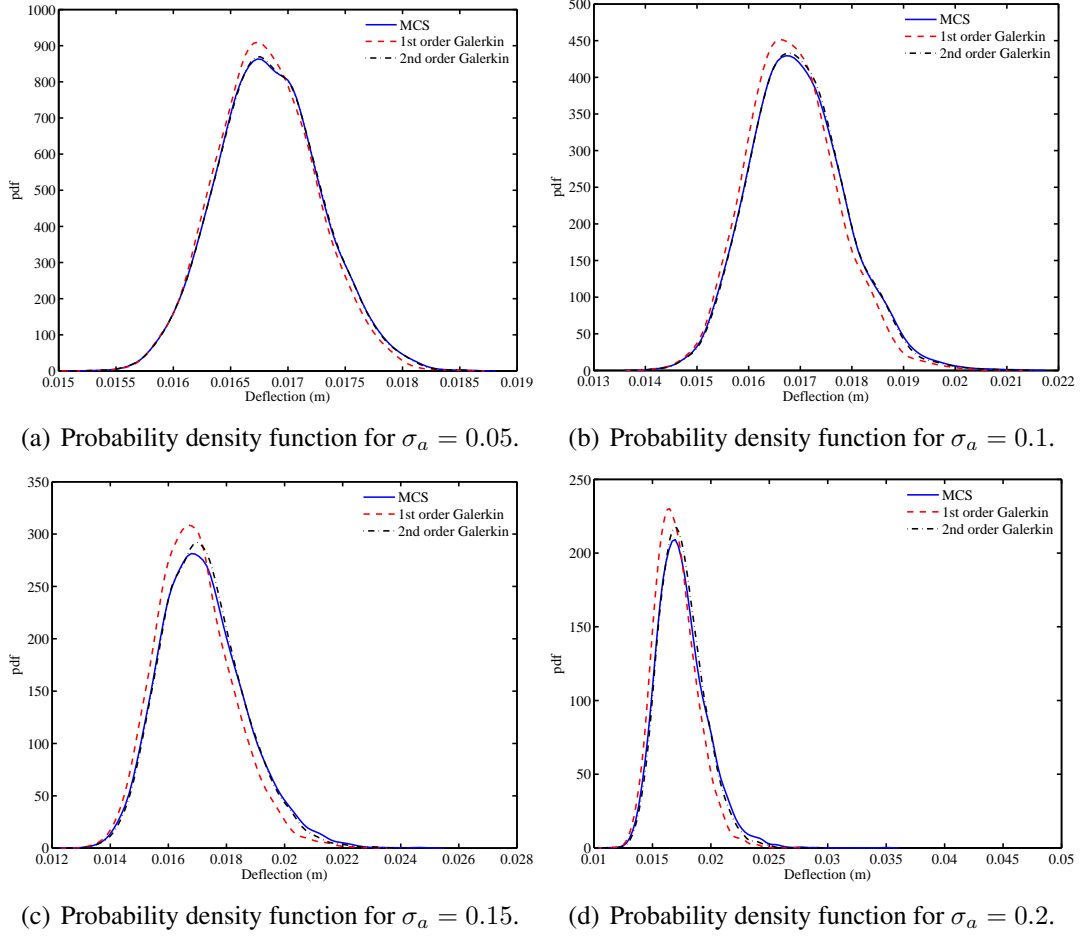 1000
900
800
700
600
500
400
300
200
100
0
pdf
0.015 0.0155 0.016 0.0165 0.017 0.0175 0.018 0.0185 0.019
Deflection (m)
MCS
1st order Galerkin
2nd order Galerkin
(a) Probability density function for σₐ = 0.05.
500
450
400
350
300
250
200
150
100
50
0
pdf
0.013 0.014 0.015 0.016 0.017 0.018 0.019 0.02 0.021 0.022
Deflection (m)
MCS
1st order Galerkin
2nd order Galerkin
(b) Probability density function for σₐ = 0.1.
350
300
250
200
150
100
50
0
pdf
0.012 0.014 0.016 0.018 0.02 0.022 0.024 0.026 0.028
Deflection (m)
MCS
1st order Galerkin
2nd order Galerkin
(c) Probability density function for σₐ = 0.15.
250
200
150
100
50
0
pdf
0.01 0.015 0.02 0.025 0.03 0.035 0.04 0.045 0.05
Deflection (m)
MCS
1st order Galerkin
2nd order Galerkin
(d) Probability density function for σₐ = 0.2.